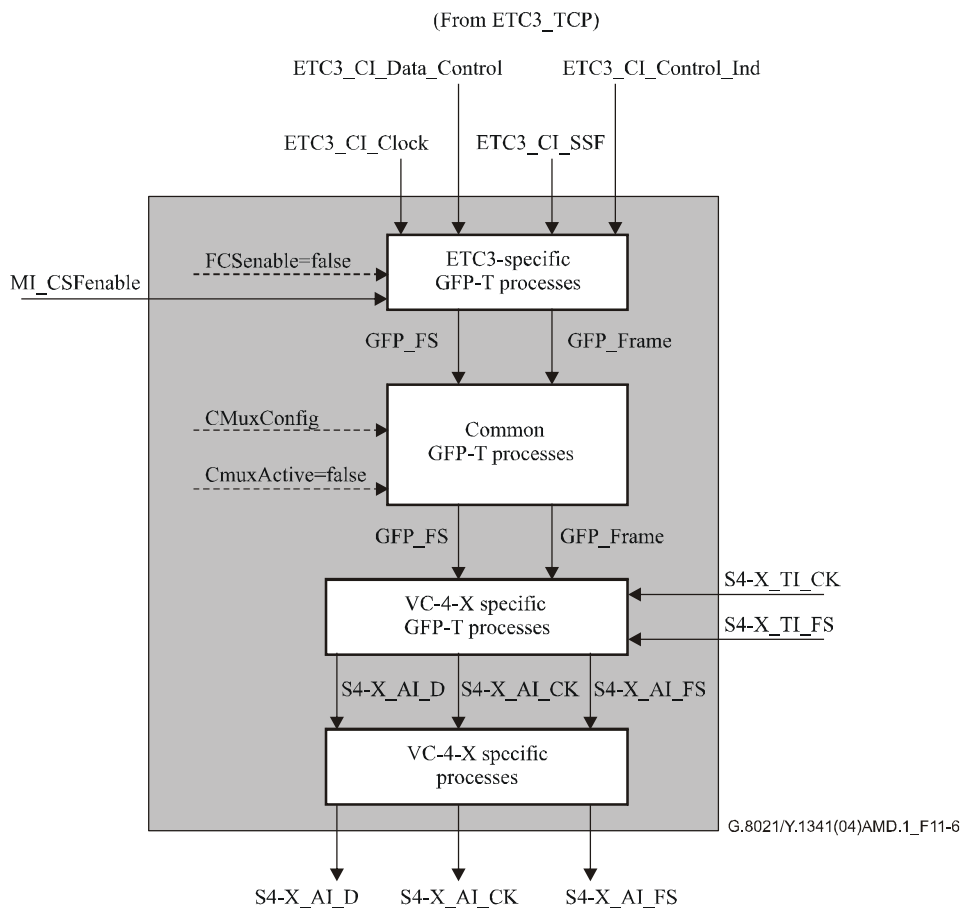 (From ETC3_TCP)
ETC3_CI_Data_Control
ETC3_CI_Control_Ind
ETC3_CI_Clock
ETC3_CI_SSF
FCSenable=false
MI_CSFenable
ETC3-specific
GFP-T processes
GFP_FS
GFP_Frame
CMuxConfig
CmuxActive=false
Common
GFP-T processes
GFP_FS
GFP_Frame
S4-X_TI_CK
S4-X_TI_FS
VC-4-X specific
GFP-T processes
S4-X_AI_D
S4-X_AI_CK
S4-X_AI_FS
VC-4-X specific
processes
G.8021/Y.1341(04)AMD.1_F11-6
S4-X_AI_D
S4-X_AI_CK
S4-X_AI_FS